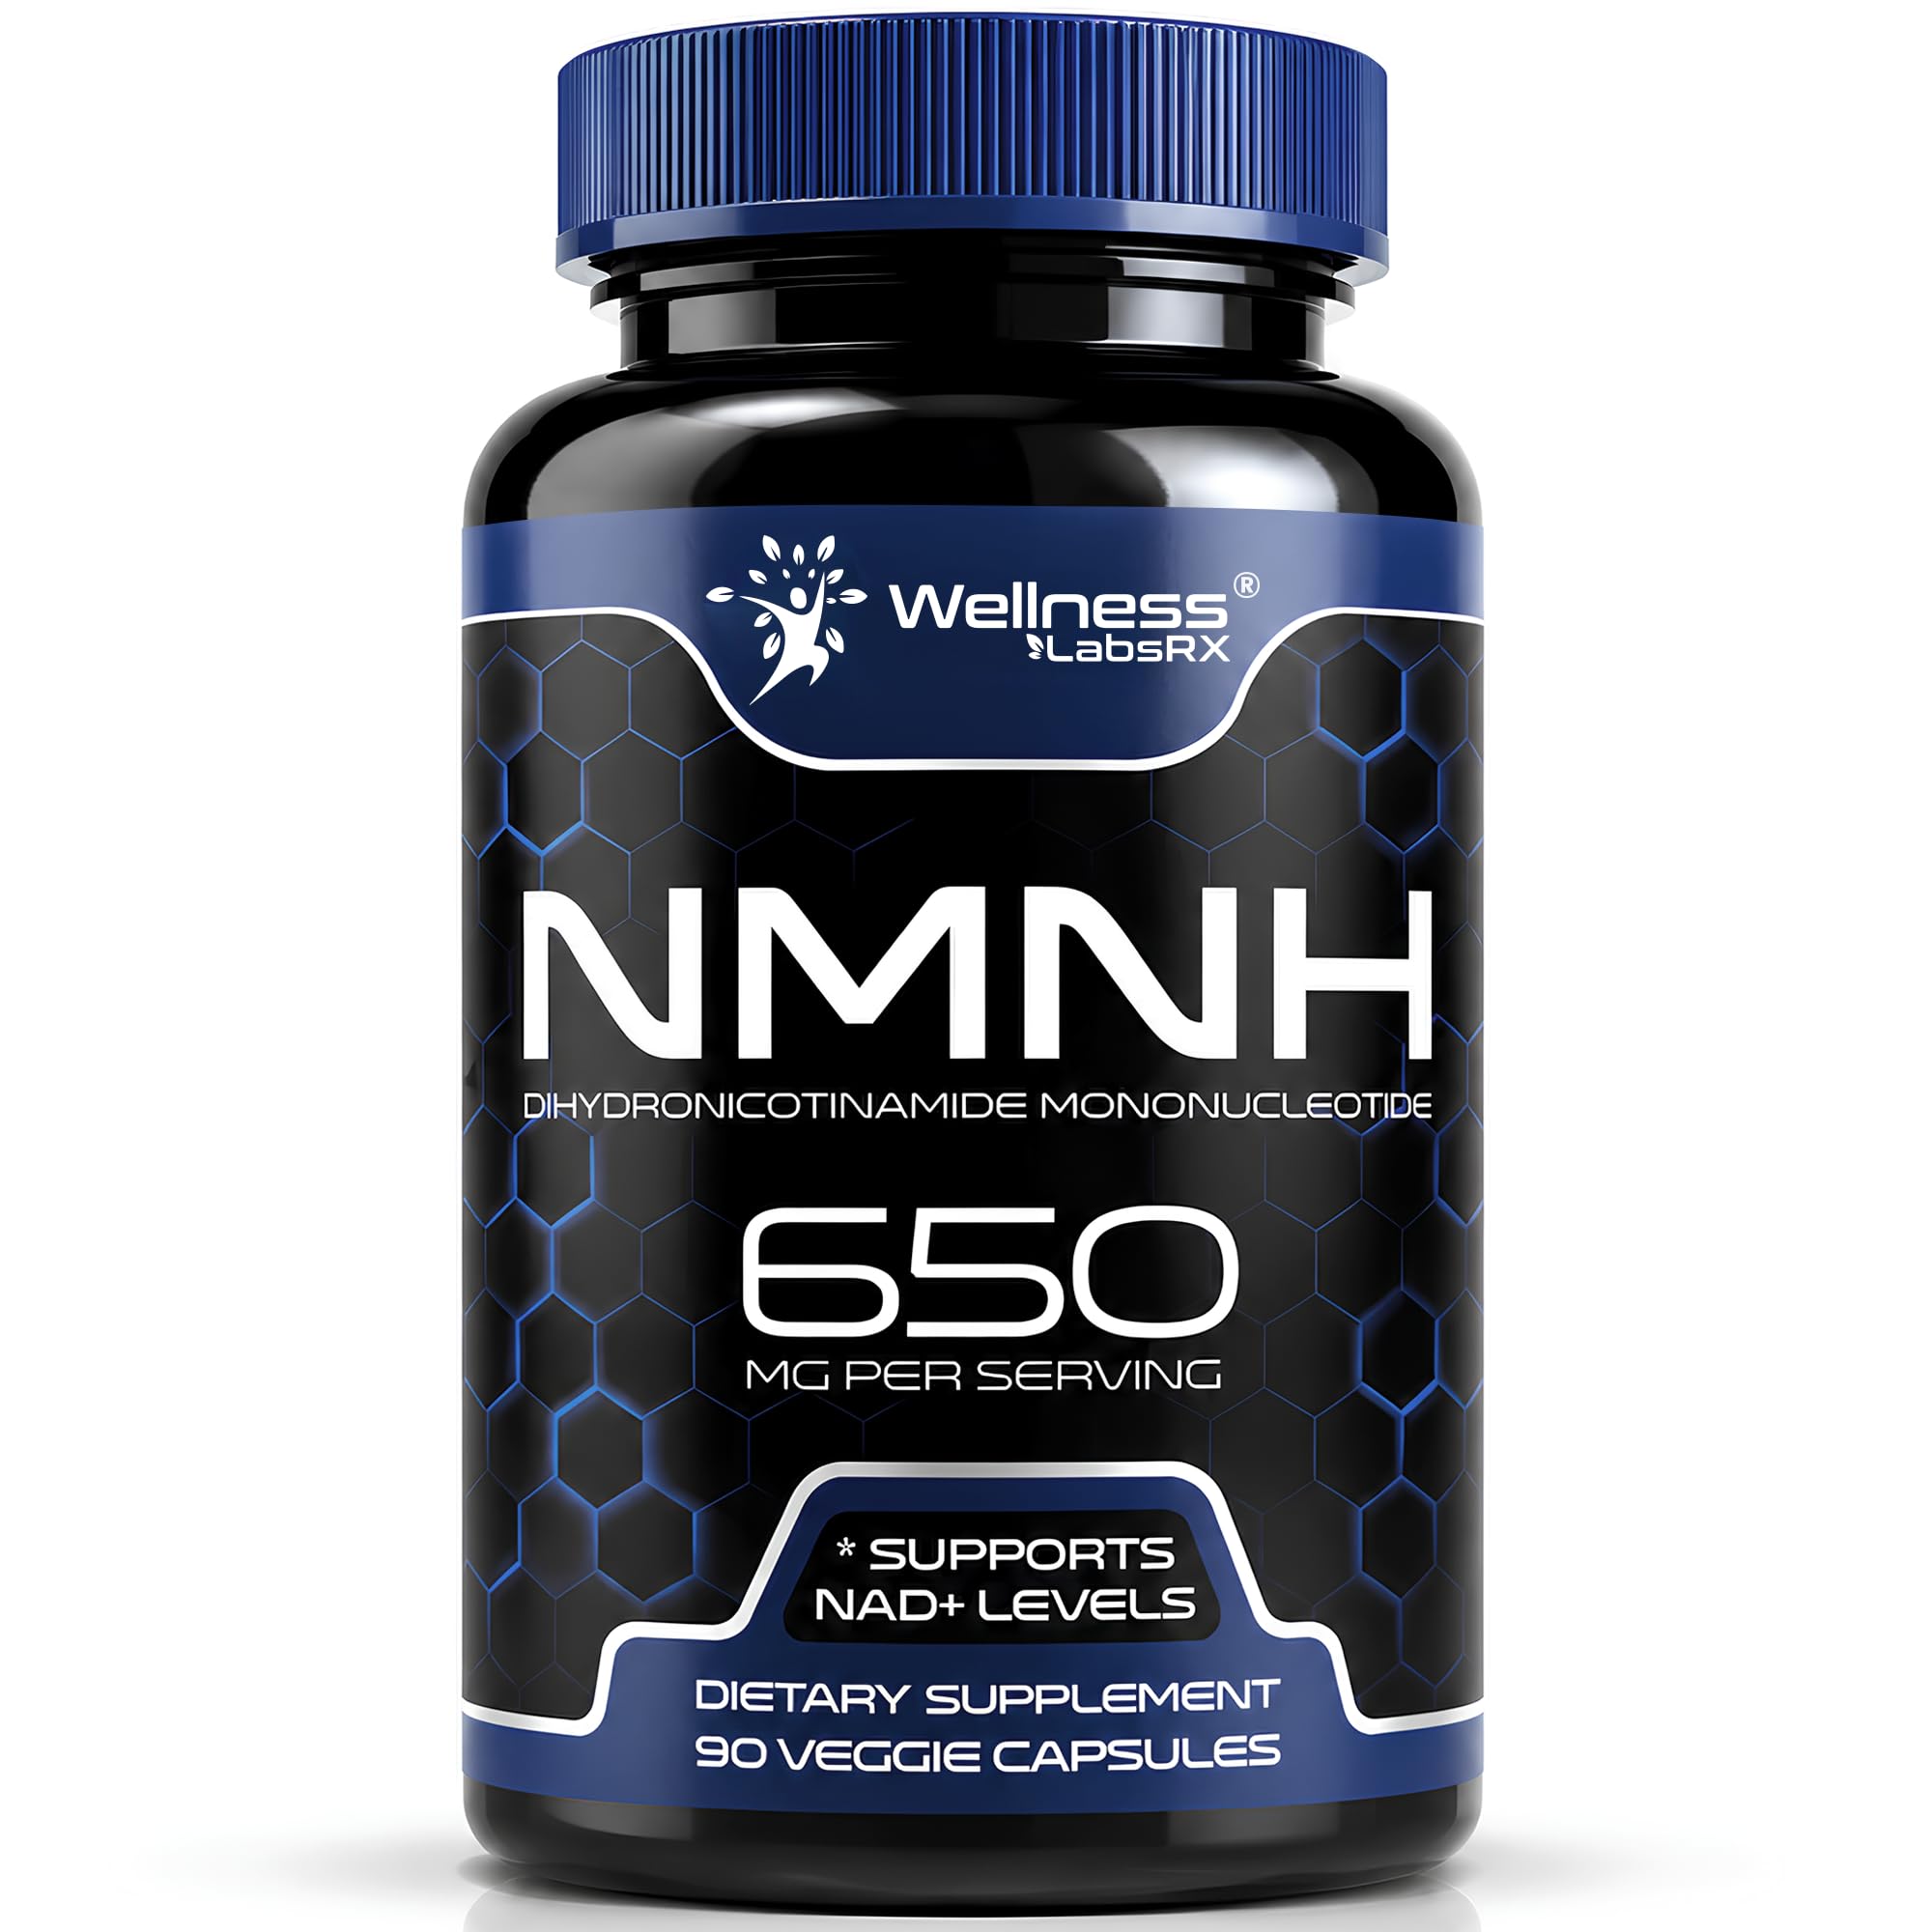 Wellness®
LabsRX
NMNH
DIHYDRONICOTINAMIDE MONONUCLEOTIDE
650
MG PER SERVING
* SUPPORTS
NAD+ LEVELS
DIETARY SUPPLEMENT
90 VEGGIE CAPSULES